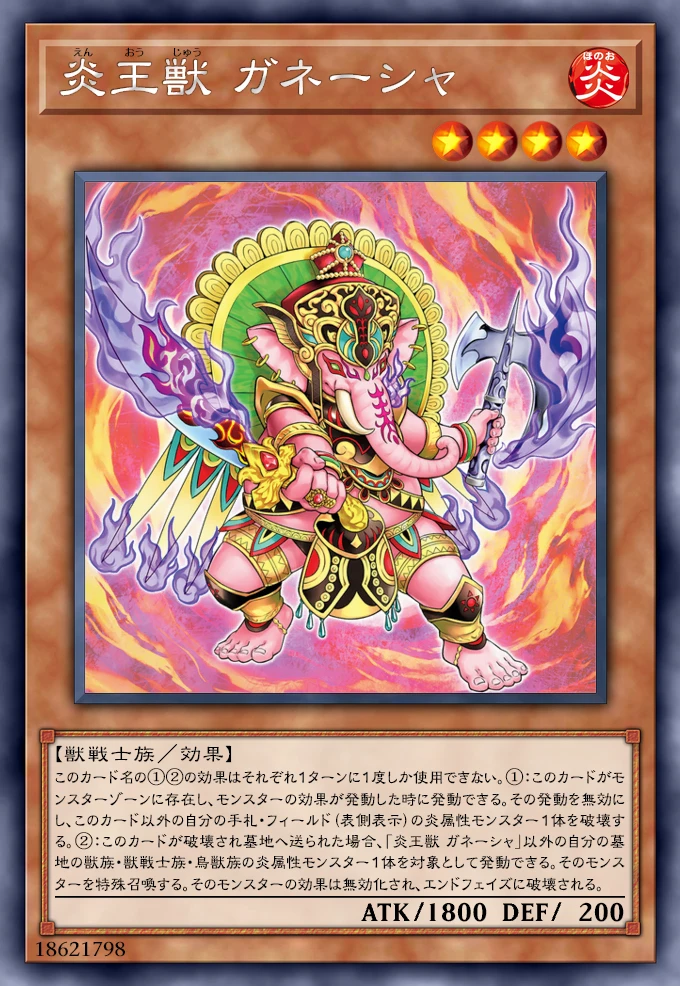 えん おう じゅう
炎王獣 ガネーシャ
ほのお
炎
【獣戦士族／効果】
このカード名の①②の効果はそれぞれ1ターンに1度しか使用できない。①：このカードがモ
ンスターゾーンに存在し、モンスターの効果が発動した時に発動できる。その発動を無効に
し、このカード以外の自分の手札・フィールド（表側表示）の炎属性モンスター1体を破壊す
る。②：このカードが破壊され墓地へ送られた場合、「炎王獣 ガネーシャ」以外の自分の墓
地の獣族・獣戦士族・鳥獣族の炎属性モンスター1体を対象として発動できる。そのモンス
ターを特殊召喚する。そのモンスターの効果は無効化され、エンドフェイズに破壊される。
ATK/1800 DEF/ 200
18621798